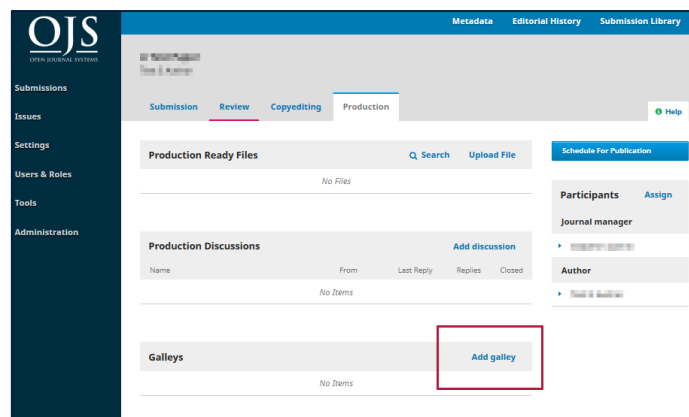 OJS
OPEN JOURNAL SYSTEMS
Metadata Editorial History Submission Library
Submissions
Issues
Settings
Users & Roles
Tools
Administration
Submission Review Copyediting Production
Help
Production Ready Files Search Upload File
No Files
Schedule For Publication
Participants Assign
Journal manager
Author
Production Discussions Add discussion
Name From Last Reply Replies Closed
No Items
Galleys Add galley
No Items